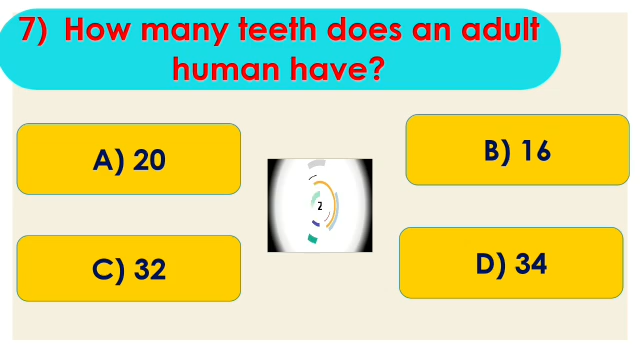 7) How many teeth does an adult
human have?
A) 20
B) 16
2
C) 32
D) 34